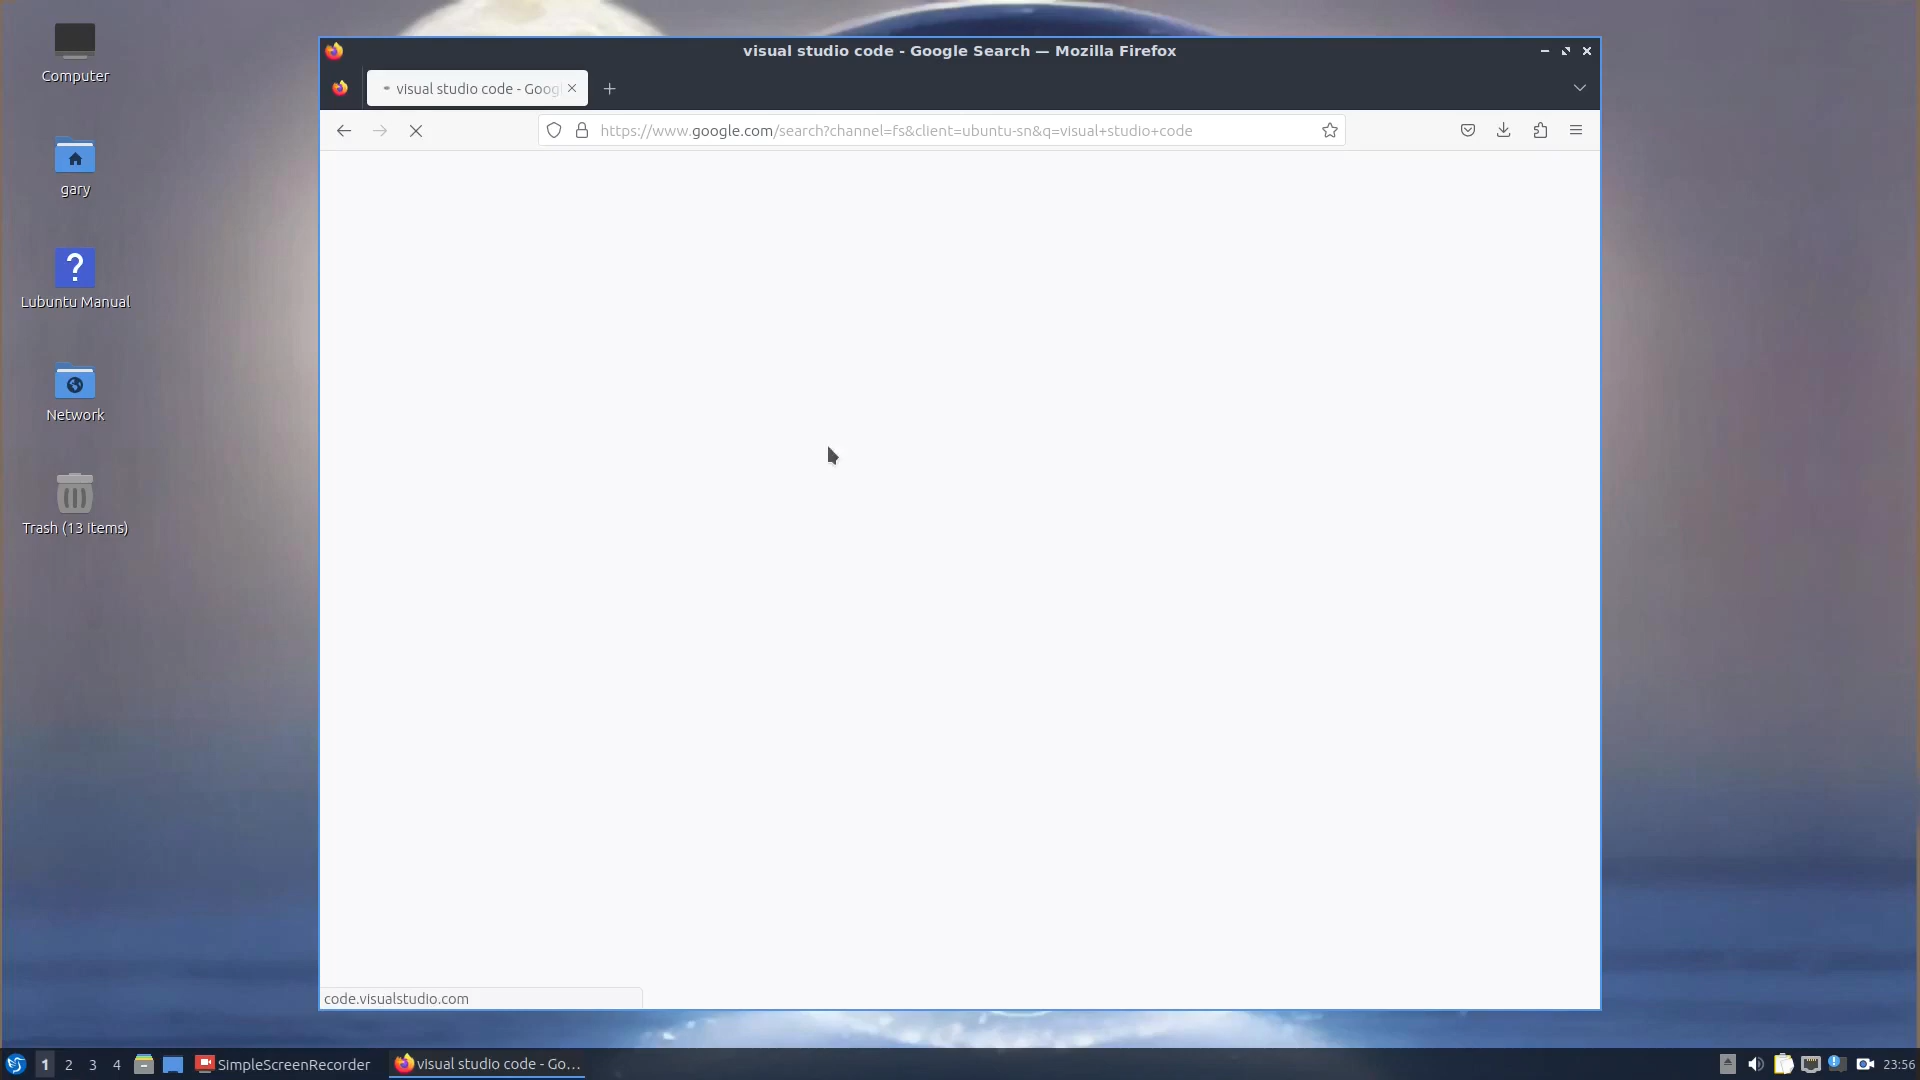 visual studio code - Google Search — Mozilla Firefox
visual studio code - Goog
https://www.google.com/search?channel=fs&client=ubuntu-sn&q=visual+studio+code
Computer
gary
?
Lubuntu Manual
Network
Trash (13 Items)
code.visualstudio.com
1 2 3 4 SimpleScreenRecorder visual studio code - Go... 23:56